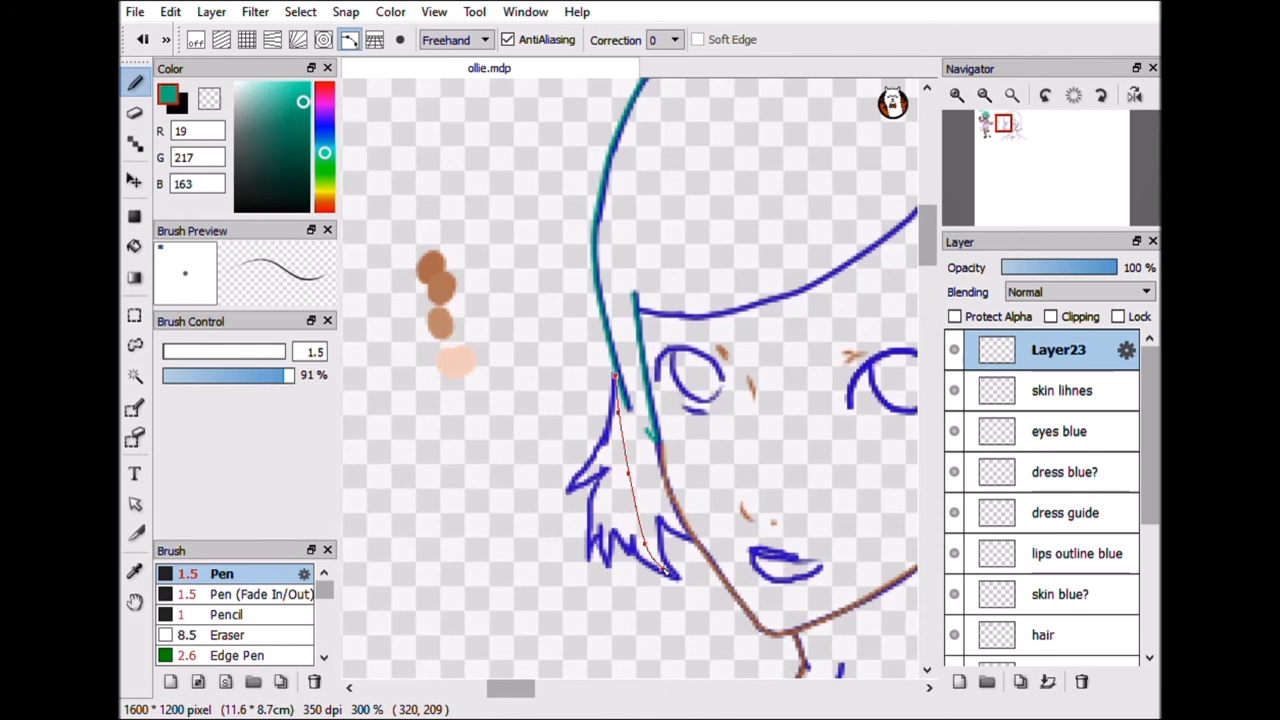 File Edit Layer Filter Select Snap Color View Tool Window Help
off Freehand AntiAliasing Correction 0 Soft Edge
Color
R 19
G 217
B 163
Brush Preview
Brush Control
1.5
91 %
Brush
1.5 Pen
1.5 Pen (Fade In/Out)
1 Pencil
8.5 Eraser
2.6 Edge Pen
ollie.mdp
Navigator
Layer
Opacity 100 %
Blending Normal
Protect Alpha Clipping Lock
Layer23
skin lihnes
eyes blue
dress blue?
dress guide
lips outline blue
skin blue?
hair
1600 * 1200 pixel (11.6 * 8.7cm) 350 dpi 300 % ( 320, 209 )